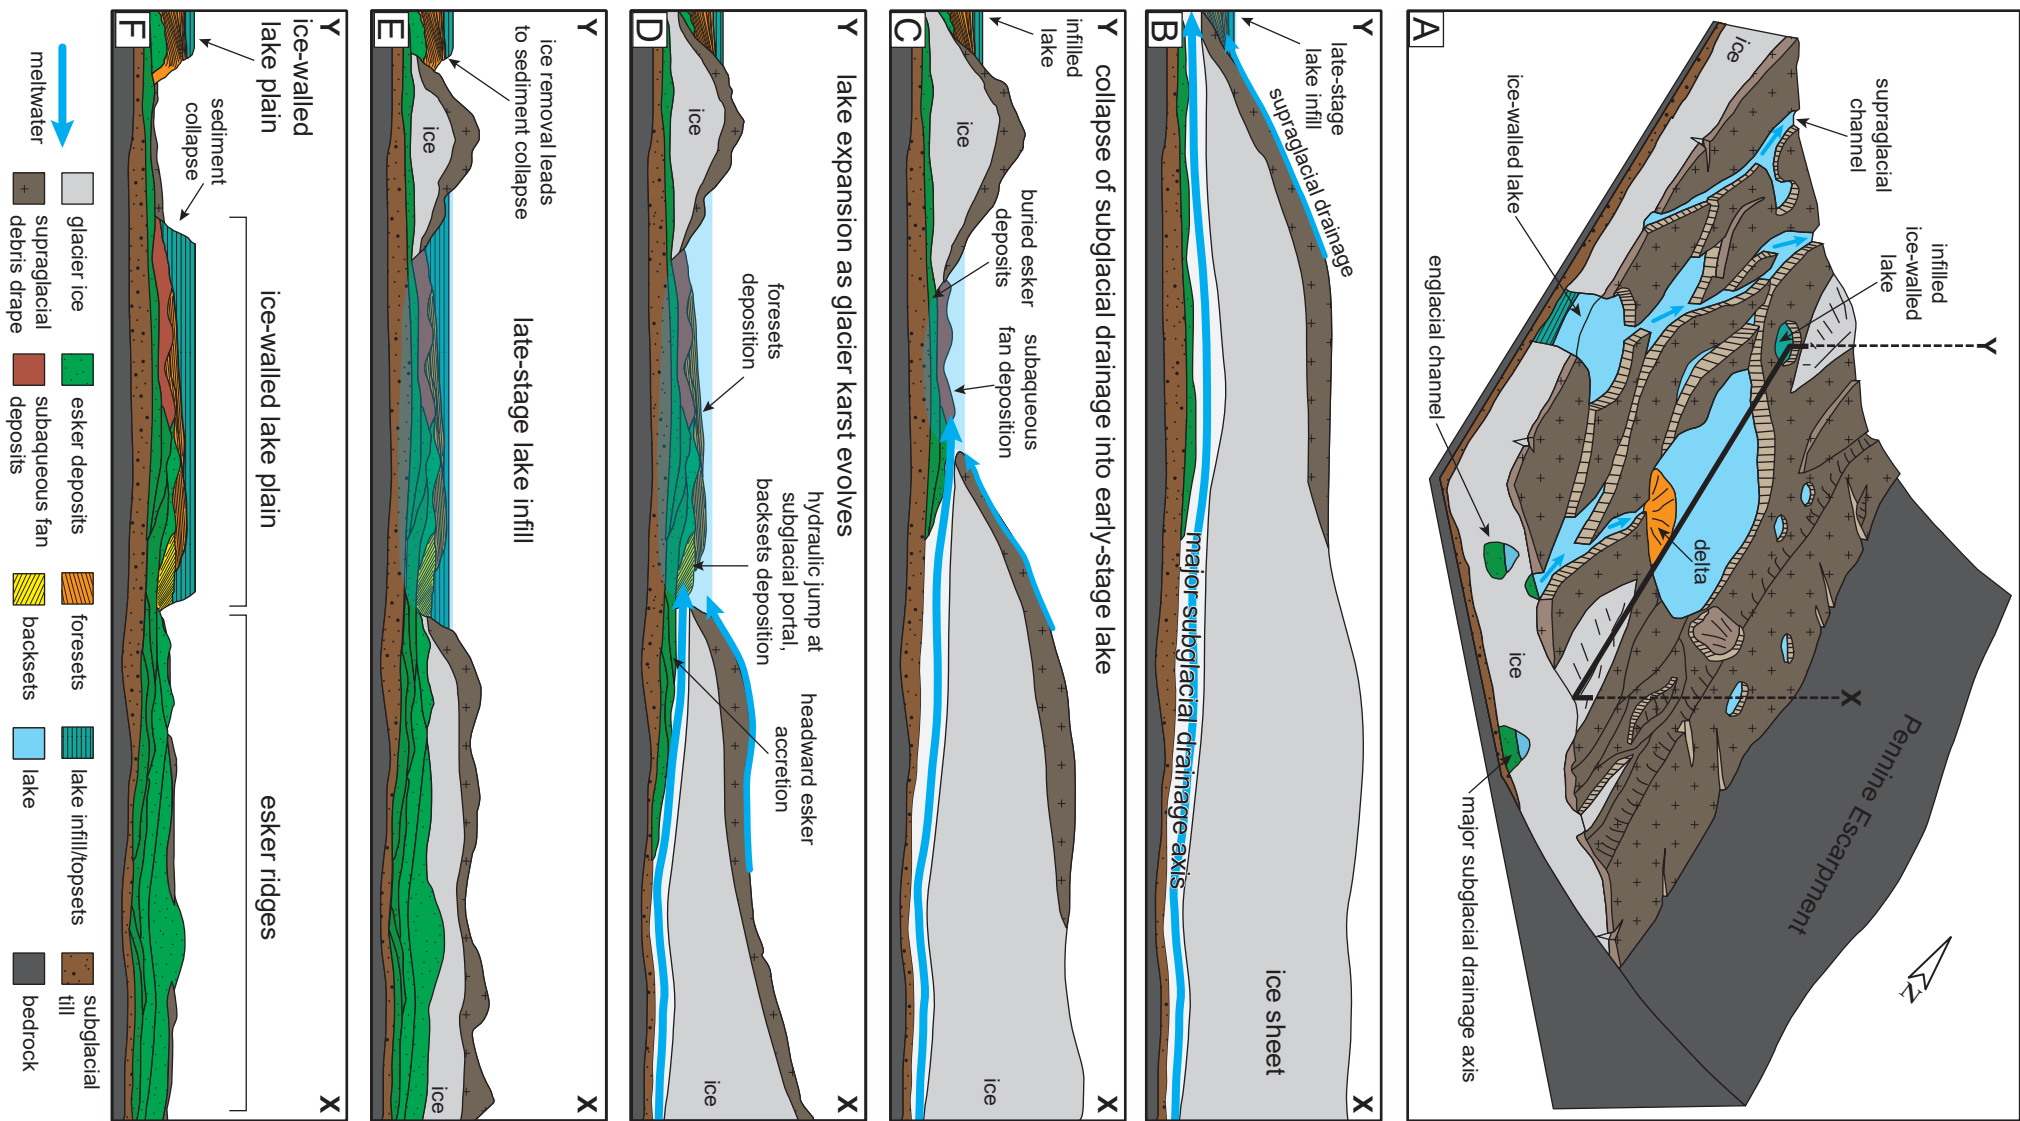 A
ice
supraglacial
channel
ice-walled lake
infilled
ice-walled
lake
englacial channel
Y
delta
X
ice
major subglacial drainage axis
Pennine Escarpment
N
Y
X
B
late-stage
lake infill
supraglacial drainage
major subglacial drainage axis
ice sheet
Y
collapse of subglacial drainage into early-stage lake
X
C
infilled
lake
ice
buried esker
deposits
subaqueous
fan deposition
ice
Y
lake expansion as glacier karst evolves
X
D
ice
foresets
deposition
hydraulic jump at
subglacial portal,
backsets deposition
headward esker
accretion
ice
Y
late-stage lake infill
X
E
ice removal leads
to sediment collapse
ice
ice
Y
X
F
ice-walled
lake plain
sediment
collapse
ice-walled lake plain
esker ridges
meltwater
glacier ice
supraglacial
debris drape
esker deposits
subaqueous fan
deposits
foresets
backsets
lake infill/topsets
lake
subglacial
till
bedrock